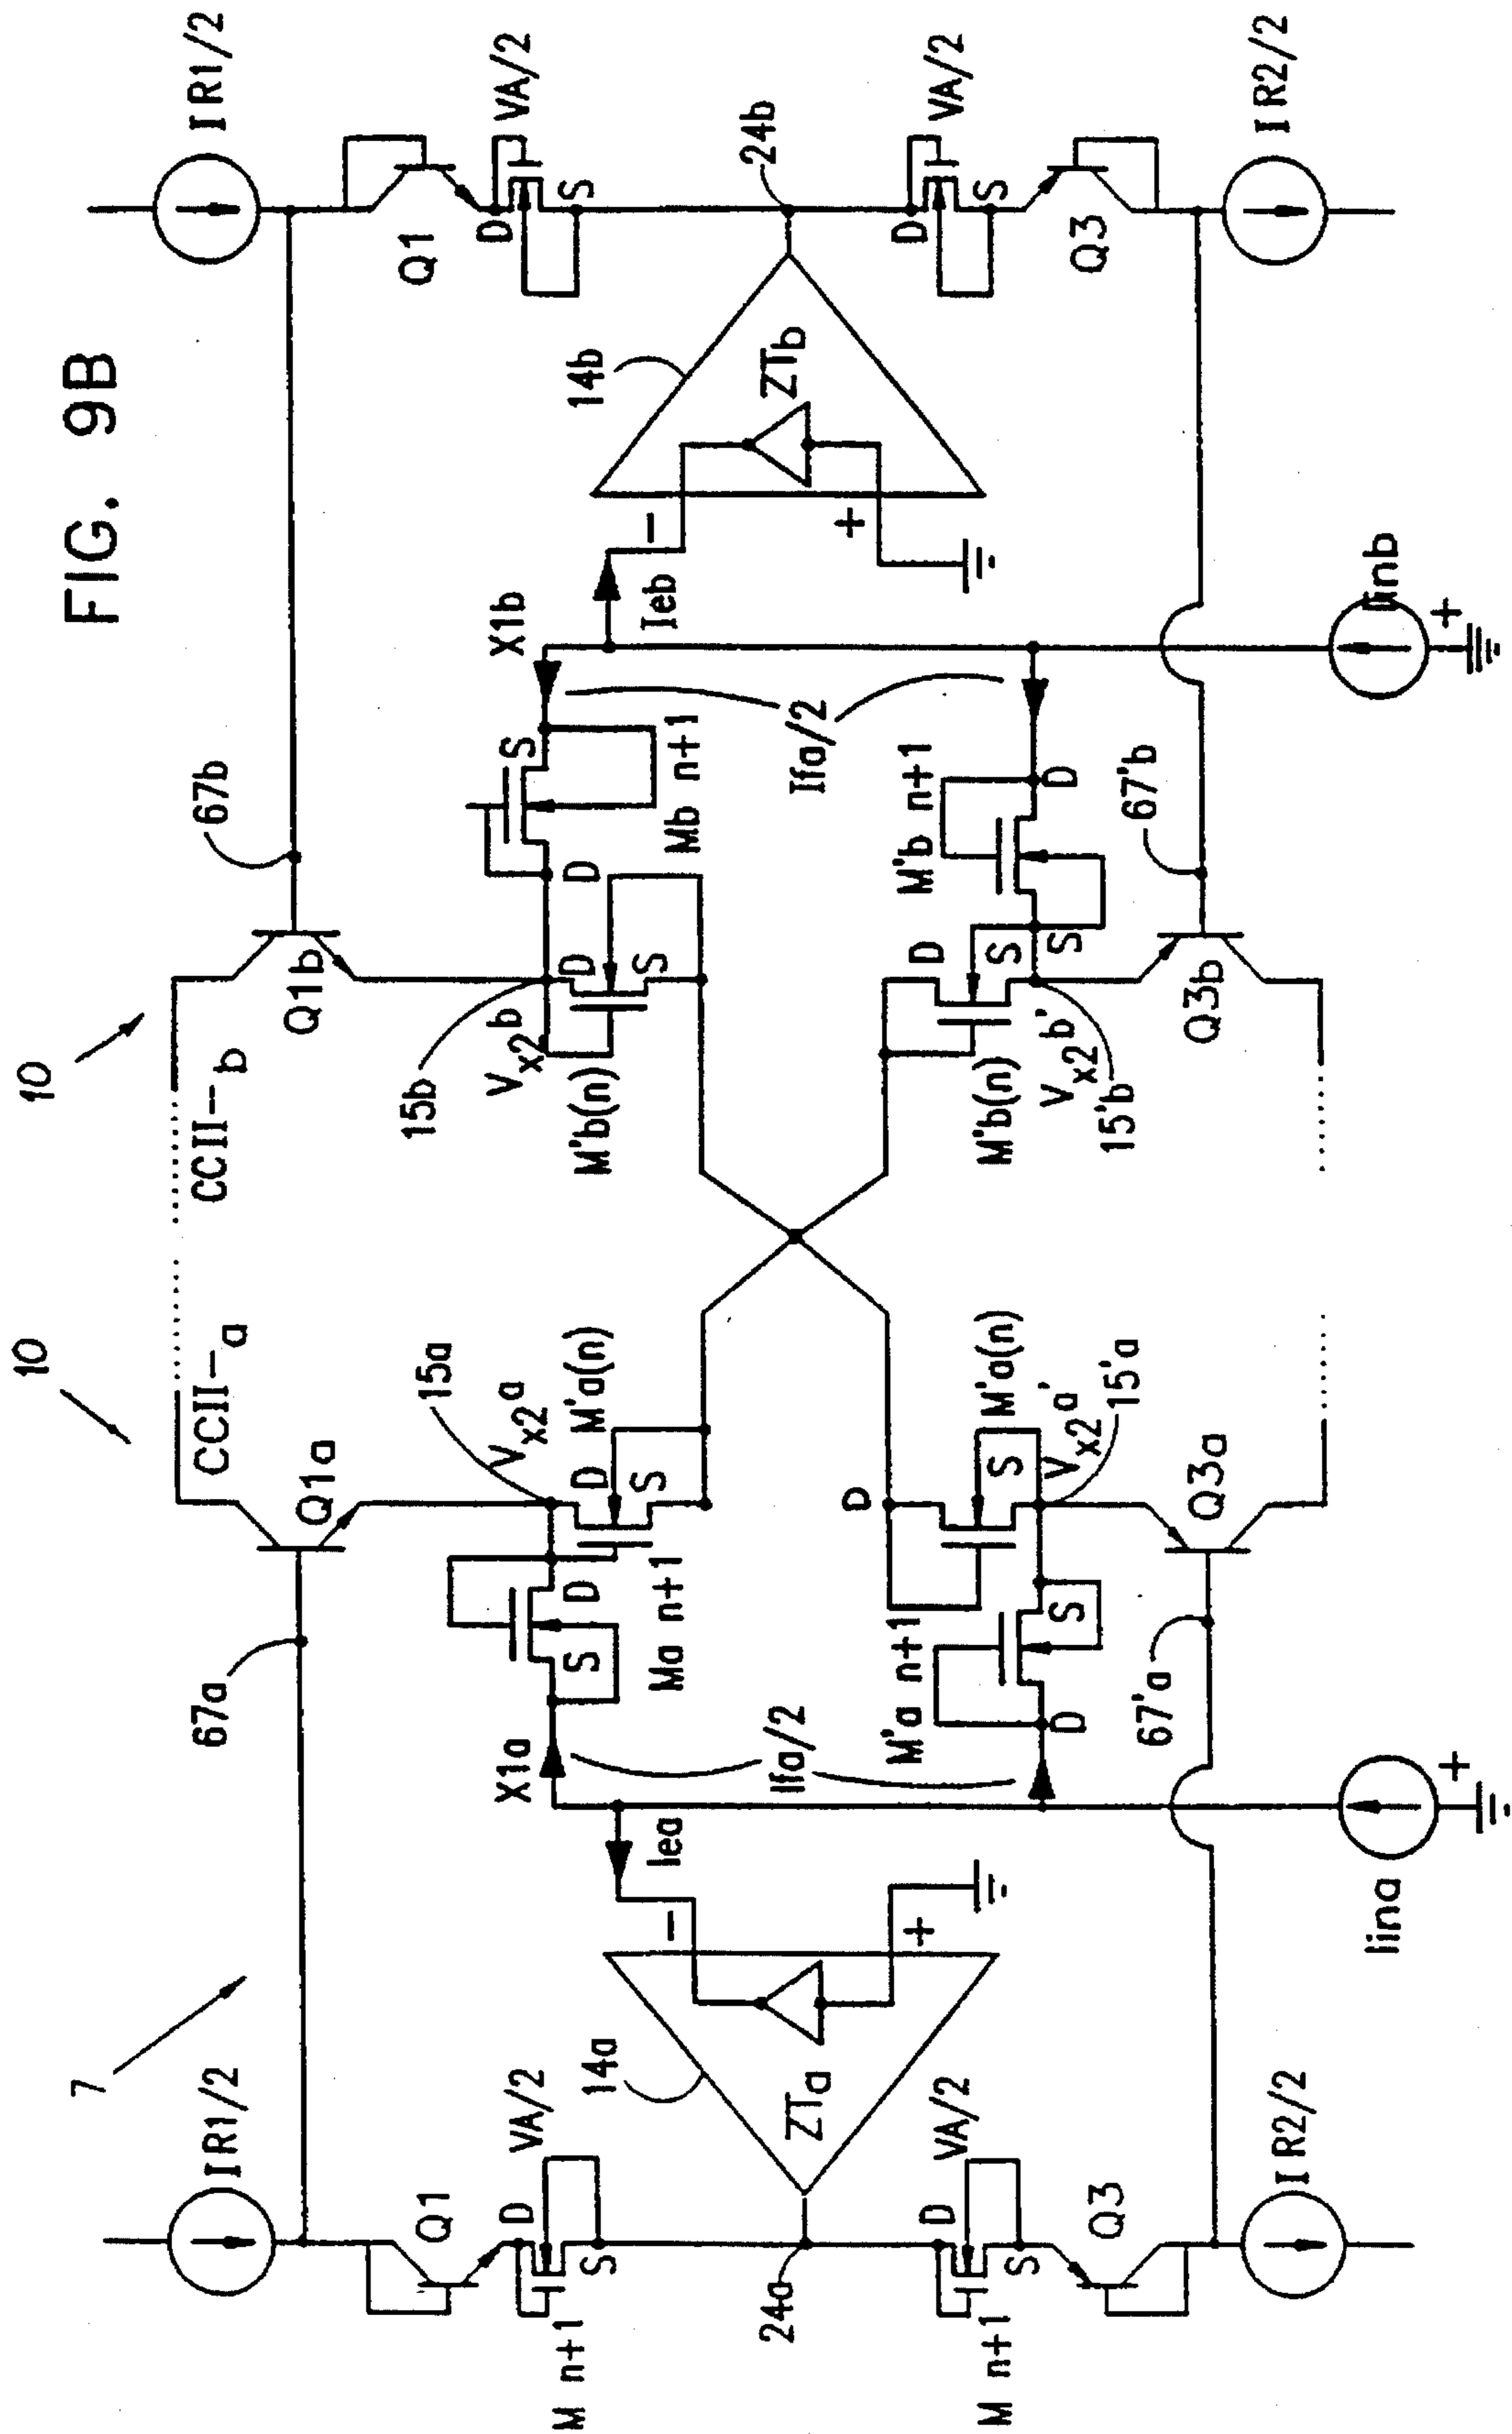 FIG. 9B
7
10
10
IR1/2
67a
CCII-a
CCII--b
67b
IR1/2
Q1
Q1a
Q1b
Q1
VA/2
D
S
M n+1
X1a
15a
Vx2a
D
S
Ma n+1
M'a(n)
D
S
15b
Vx2b
M'b(n)
D
S
D
S
Mb n+1
X1b
VA/2
D
S
14a
ZTa
-
+
Iea
24a
Ifa/2
Ifa/2
Ieb
-
+
14b
ZTb
24b
M n+1
VA/2
D
S
M'a n+1
D
S
D
S
M'a(n)
Vx2a'
15'a
M'b(n)
D
S
S
Vx2b'
15'b
M'b n+1
D
VA/2
D
S
Q3
67'a
Q3a
Q3b
67'b
Q3
IR2/2
Iina
+
Iinb
+
IR2/2